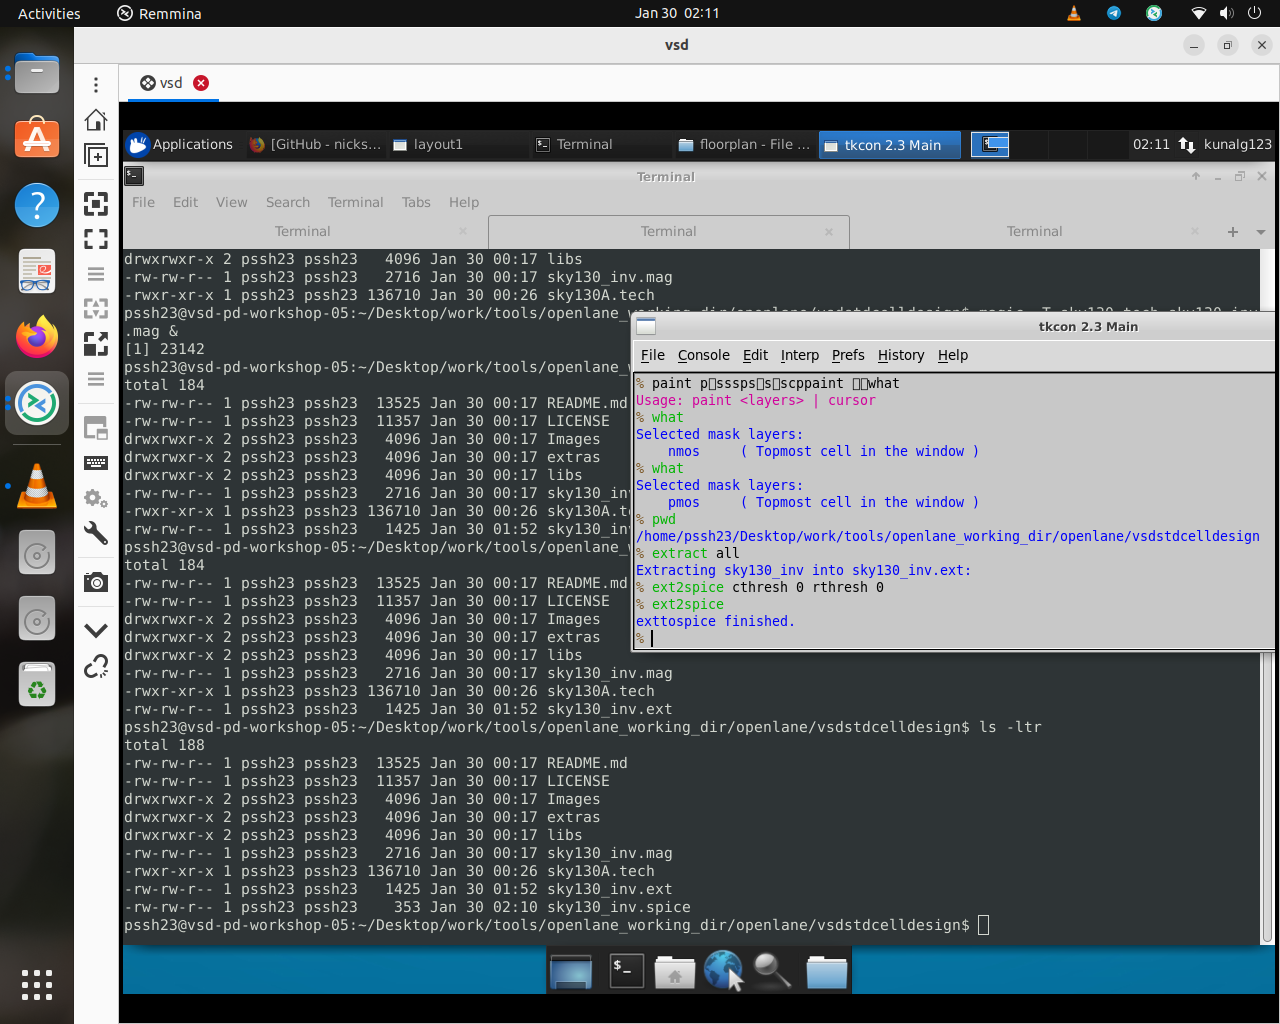 Activities
Remmina
Jan 30 02:11
vsd
vsd
Applications
[GitHub - nicks...
layout1
Terminal
floorplan - File ...
tkcon 2.3 Main
02:11
kunalg123
Terminal
File Edit View Search Terminal Tabs Help
Terminal
Terminal
Terminal
drwxrwxr-x 2 pssh23 pssh23   4096 Jan 30 00:17 libs
-rw-rw-r-- 1 pssh23 pssh23   2716 Jan 30 00:17 sky130_inv.mag
-rwxr-xr-x 1 pssh23 pssh23 136710 Jan 30 00:26 sky130A.tech
pssh23@vsd-pd-workshop-05:~/Desktop/work/tools/openlane_working_dir/openlane/vsdstdcelldesign$ magic -T sky130.tech sky130_inv
.mag &
[1] 23142
pssh23@vsd-pd-workshop-05:~/Desktop/work/tools/openlane_
total 184
-rw-rw-r-- 1 pssh23 pssh23  13525 Jan 30 00:17 README.md
-rw-rw-r-- 1 pssh23 pssh23  11357 Jan 30 00:17 LICENSE
drwxrwxr-x 2 pssh23 pssh23   4096 Jan 30 00:17 Images
drwxrwxr-x 2 pssh23 pssh23   4096 Jan 30 00:17 extras
drwxrwxr-x 2 pssh23 pssh23   4096 Jan 30 00:17 libs
-rw-rw-r-- 1 pssh23 pssh23   2716 Jan 30 00:17 sky130_inv
-rwxr-xr-x 1 pssh23 pssh23 136710 Jan 30 00:26 sky130A.t
-rw-rw-r-- 1 pssh23 pssh23   1425 Jan 30 01:52 sky130_inv
pssh23@vsd-pd-workshop-05:~/Desktop/work/tools/openlane_
total 184
-rw-rw-r-- 1 pssh23 pssh23  13525 Jan 30 00:17 README.md
-rw-rw-r-- 1 pssh23 pssh23  11357 Jan 30 00:17 LICENSE
drwxrwxr-x 2 pssh23 pssh23   4096 Jan 30 00:17 Images
drwxrwxr-x 2 pssh23 pssh23   4096 Jan 30 00:17 extras
drwxrwxr-x 2 pssh23 pssh23   4096 Jan 30 00:17 libs
-rw-rw-r-- 1 pssh23 pssh23   2716 Jan 30 00:17 sky130_inv.mag
-rwxr-xr-x 1 pssh23 pssh23 136710 Jan 30 00:26 sky130A.tech
-rw-rw-r-- 1 pssh23 pssh23   1425 Jan 30 01:52 sky130_inv.ext
pssh23@vsd-pd-workshop-05:~/Desktop/work/tools/openlane_working_dir/openlane/vsdstdcelldesign$ ls -ltr
total 188
-rw-rw-r-- 1 pssh23 pssh23  13525 Jan 30 00:17 README.md
-rw-rw-r-- 1 pssh23 pssh23  11357 Jan 30 00:17 LICENSE
drwxrwxr-x 2 pssh23 pssh23   4096 Jan 30 00:17 Images
drwxrwxr-x 2 pssh23 pssh23   4096 Jan 30 00:17 extras
drwxrwxr-x 2 pssh23 pssh23   4096 Jan 30 00:17 libs
-rw-rw-r-- 1 pssh23 pssh23   2716 Jan 30 00:17 sky130_inv.mag
-rwxr-xr-x 1 pssh23 pssh23 136710 Jan 30 00:26 sky130A.tech
-rw-rw-r-- 1 pssh23 pssh23   1425 Jan 30 01:52 sky130_inv.ext
-rw-rw-r-- 1 pssh23 pssh23    353 Jan 30 02:10 sky130_inv.spice
pssh23@vsd-pd-workshop-05:~/Desktop/work/tools/openlane_working_dir/openlane/vsdstdcelldesign$
tkcon 2.3 Main
File Console Edit Interp Prefs History Help
% paint p▯sssps▯s▯scppaint ▯▯what
Usage: paint <layers> | cursor
% what
Selected mask layers:
    nmos     ( Topmost cell in the window )
% what
Selected mask layers:
    pmos     ( Topmost cell in the window )
% pwd
/home/pssh23/Desktop/work/tools/openlane_working_dir/openlane/vsdstdcelldesign
% extract all
Extracting sky130_inv into sky130_inv.ext:
% ext2spice cthresh 0 rthresh 0
% ext2spice
exttospice finished.
%